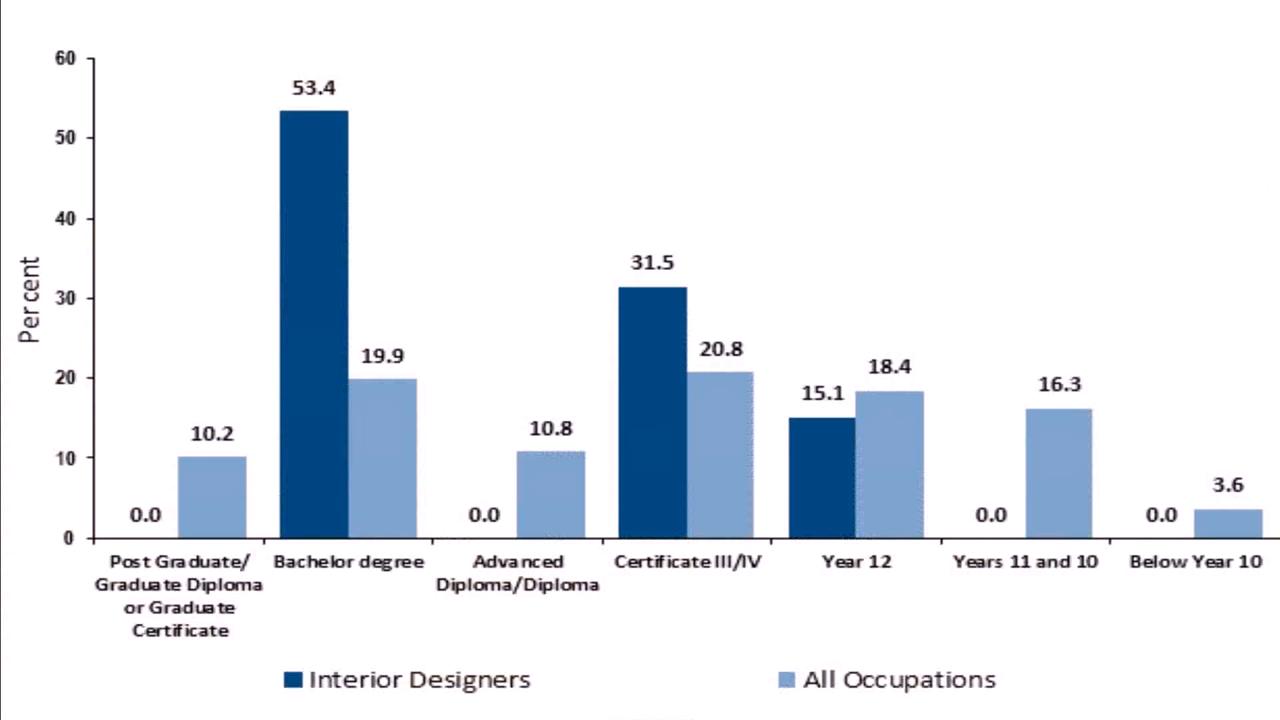 60
53.4
50
40
31.5
30
Per cent
19.9
20.8
20
18.4
15.1
16.3
10.2
10.8
10
3.6
0.0
0.0
0.0
0.0
0
Post Graduate/
Graduate Diploma
or Graduate
Certificate
Bachelor degree
Advanced
Diploma/Diploma
Certificate III/IV
Year 12
Years 11 and 10
Below Year 10
Interior Designers
All Occupations